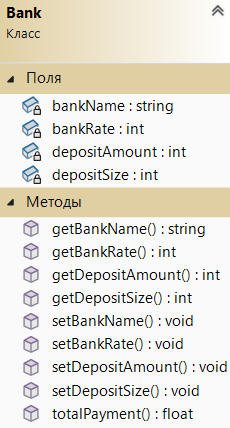 Bank
Класс
Поля
bankName : string
bankRate : int
depositAmount : int
depositSize : int
Методы
getBankName() : string
getBankRate() : int
getDepositAmount() : int
getDepositSize() : int
setBankName() : void
setBankRate() : void
setDepositAmount() : void
setDepositSize() : void
totalPayment() : float